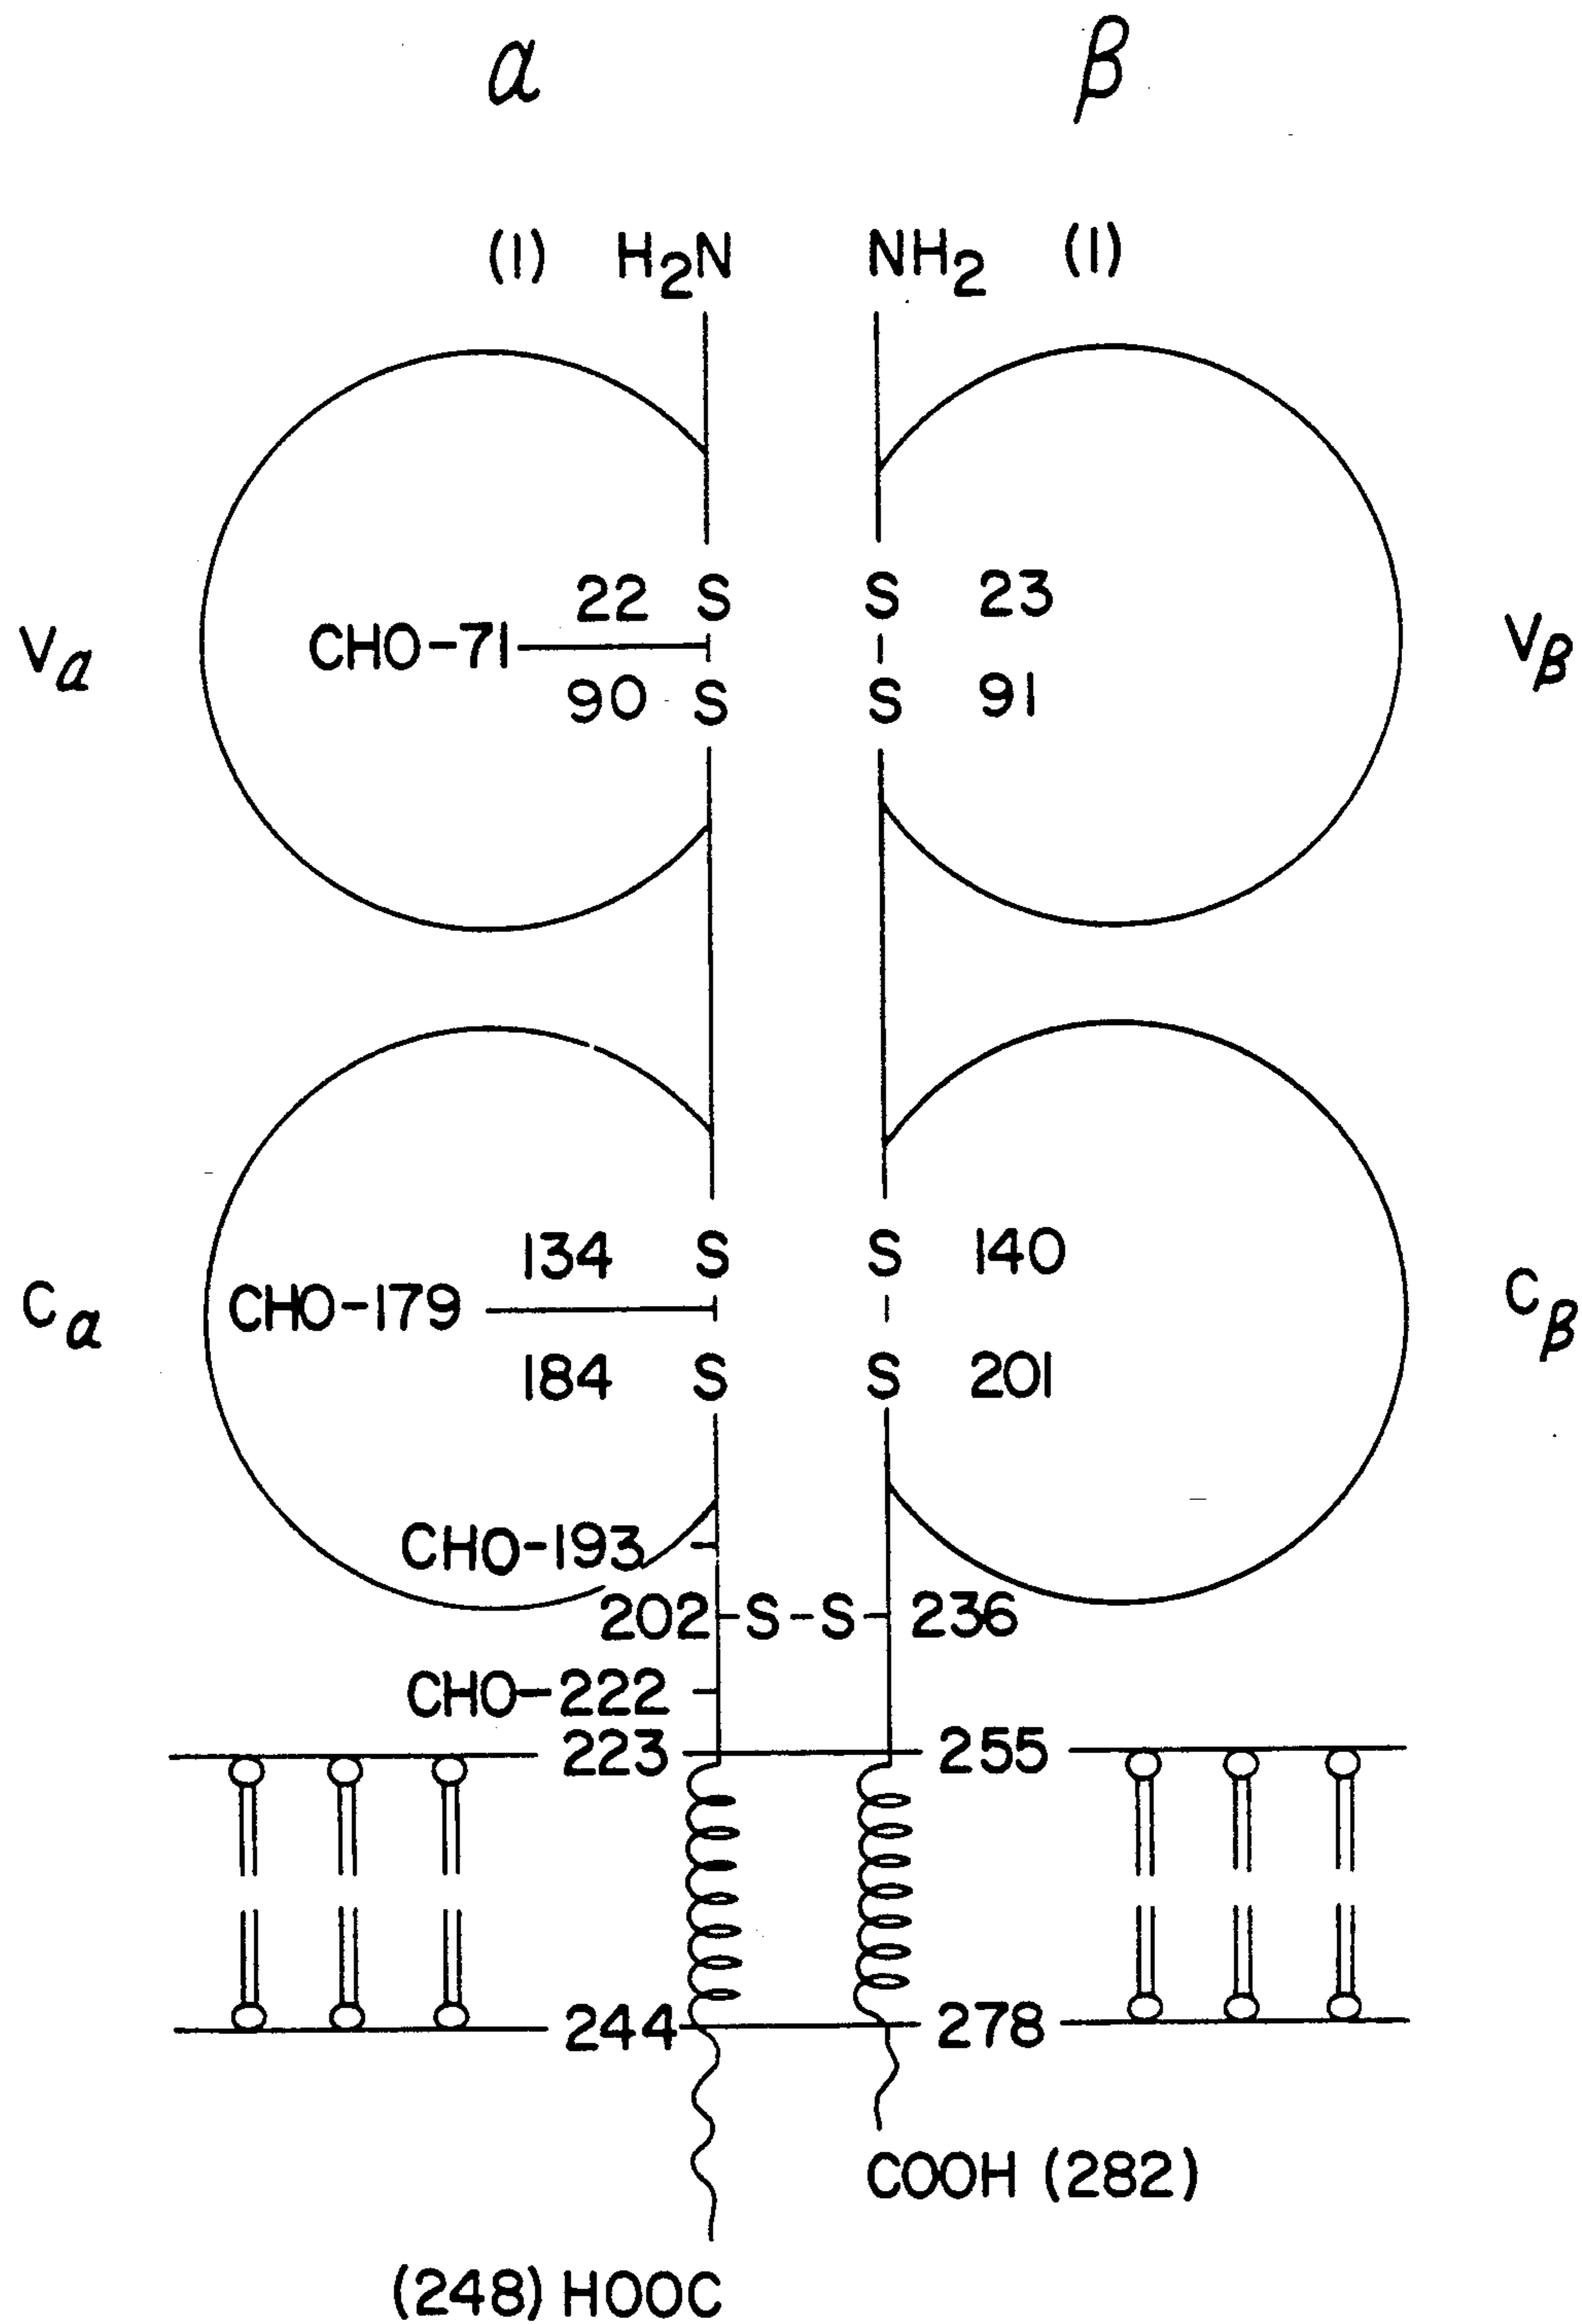 α β
(1) H2N NH2 (1)
22 S S 23
Vα CHO-71 Vβ
90 S S 91
134 S S 140
Cα CHO-179 Cβ
184 S S 201
CHO-193
202 -S-S- 236
CHO-222
223 255
244 278
COOH (282)
(248) HOOC